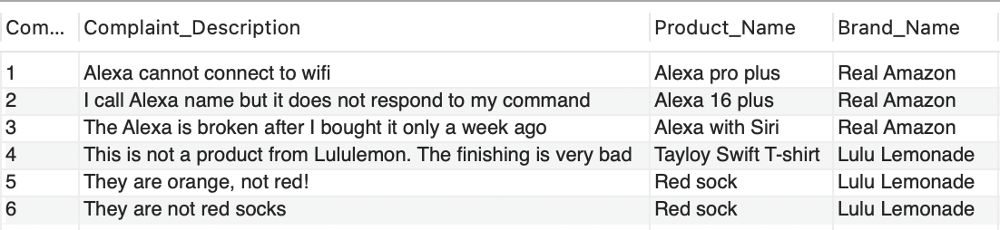 Com... Complaint_Description Product_Name Brand_Name
1 Alexa cannot connect to wifi Alexa pro plus Real Amazon
2 I call Alexa name but it does not respond to my command Alexa 16 plus Real Amazon
3 The Alexa is broken after I bought it only a week ago Alexa with Siri Real Amazon
4 This is not a product from Lululemon. The finishing is very bad Tayloy Swift T-shirt Lulu Lemonade
5 They are orange, not red! Red sock Lulu Lemonade
6 They are not red socks Red sock Lulu Lemonade